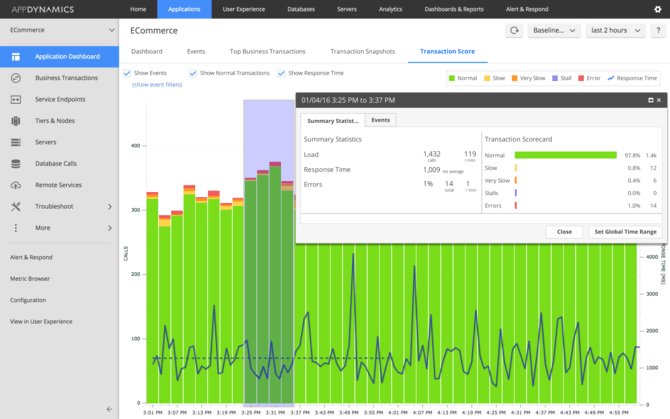 APPDYNAMICS Home Applications User Experience Databases Servers Analytics Dashboards & Reports Alert & Respond
ECommerce
Application Dashboard
Business Transactions
Service Endpoints
Tiers & Nodes
Servers
Database Calls
Remote Services
Troubleshoot
More
Alert & Respond
Metric Browser
Configuration
View in User Experience
ECommerce Baseline... last 2 hours ?
Dashboard Events Top Business Transactions Transaction Snapshots Transaction Score
Show Events Show Normal Transactions Show Response Time
(show event filters)
Normal Slow Very Slow Stall Error Response Time
01/04/16 3:25 PM to 3:37 PM
Summary Statist... Events
Summary Statistics
Load 1,432 calls 119 / min
Response Time 1,009 ms average
Errors 1% 14 total 1 / min
Transaction Scorecard
Normal 97.8% 1.4k
Slow 0.8% 12
Very Slow 0.4% 6
Stalls 0.0% 0
Errors 1.0% 14
Close Set Global Time Range
CALLS
400
300
200
100
0
4000
3000
2000
1000
0
3:01 PM 3:07 PM 3:13 PM 3:19 PM 3:25 PM 3:31 PM 3:37 PM 3:43 PM 3:49 PM 3:55 PM 4:01 PM 4:07 PM 4:13 PM 4:19 PM 4:25 PM 4:31 PM 4:37 PM 4:43 PM 4:49 PM 4:55 PM